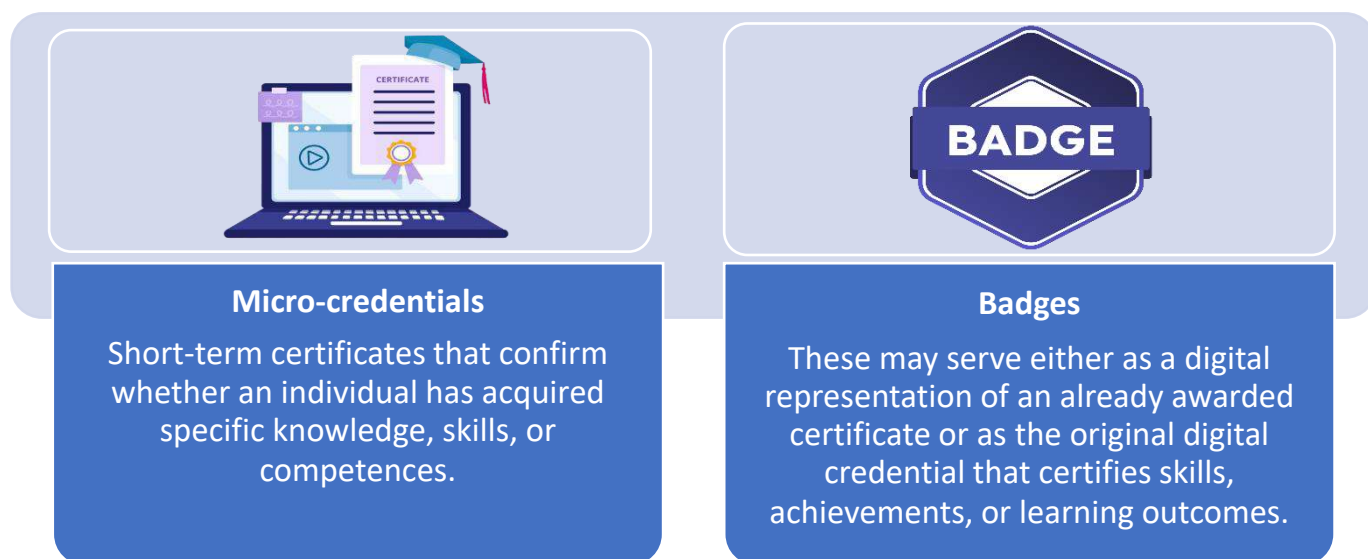 CERTIFICATE
Micro-credentials
Short-term certificates that confirm
whether an individual has acquired
specific knowledge, skills, or
competences.
BADGE
Badges
These may serve either as a digital
representation of an already awarded
certificate or as the original digital
credential that certifies skills,
achievements, or learning outcomes.